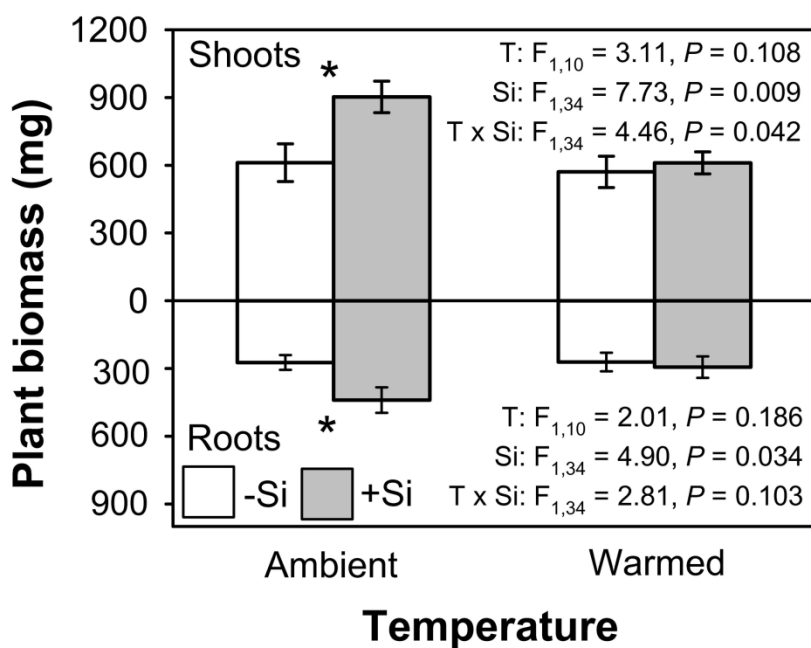 Plant biomass (mg)
1200
900
600
300
0
300
600
900
Shoots
*
T: F1,10 = 3.11, P = 0.108
Si: F1,34 = 7.73, P = 0.009
T x Si: F1,34 = 4.46, P = 0.042
*
Roots
T: F1,10 = 2.01, P = 0.186
Si: F1,34 = 4.90, P = 0.034
T x Si: F1,34 = 2.81, P = 0.103
-Si +Si
Ambient Warmed
Temperature